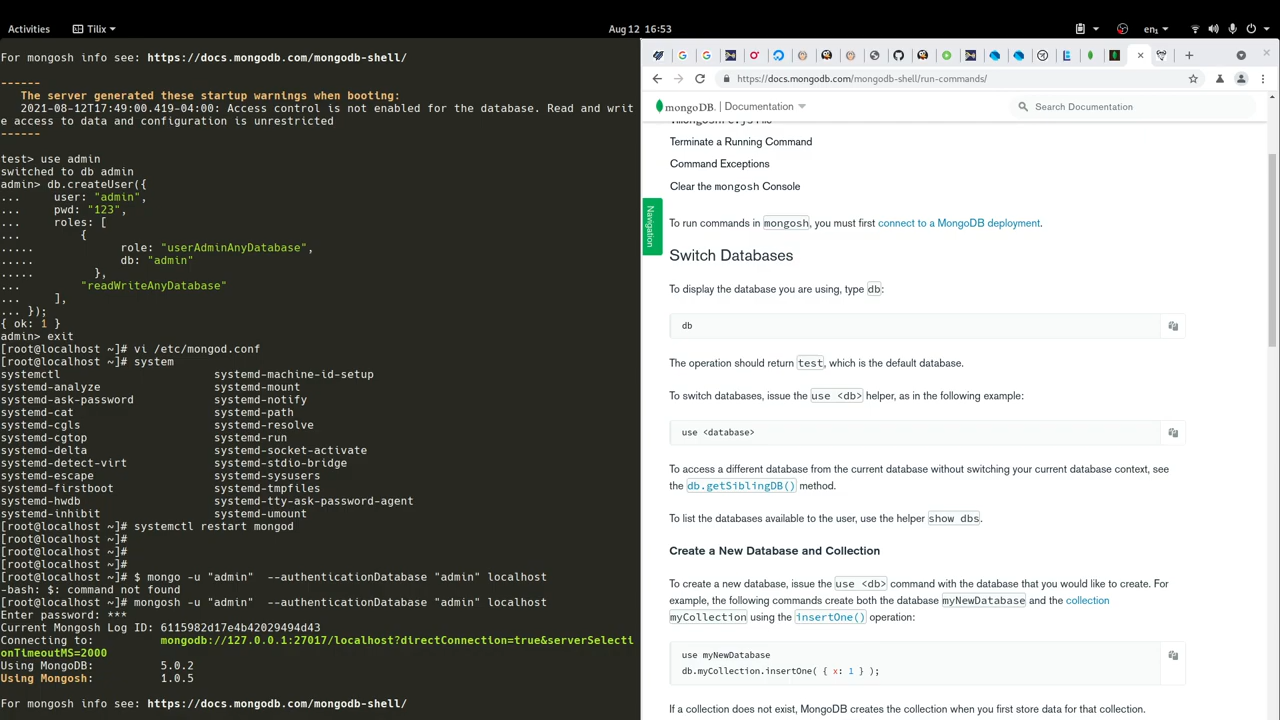 Activities
Tilix
Aug 12 16:53
en₁
For mongosh info see: https://docs.mongodb.com/mongodb-shell/
------
The server generated these startup warnings when booting:
2021-08-12T17:49:00.419-04:00: Access control is not enabled for the database. Read and writ
e access to data and configuration is unrestricted
------
test> use admin
switched to db admin
admin> db.createUser({
... user: "admin",
... pwd: "123",
... roles: [
..... {
..... role: "userAdminAnyDatabase",
..... db: "admin"
..... },
..... "readWriteAnyDatabase"
... ],
... });
{ ok: 1 }
admin> exit
[root@localhost ~]# vi /etc/mongod.conf
[root@localhost ~]# system
systemctl systemd-machine-id-setup
systemd-analyze systemd-mount
systemd-ask-password systemd-notify
systemd-cat systemd-path
systemd-cgls systemd-resolve
systemd-cgtop systemd-run
systemd-delta systemd-socket-activate
systemd-detect-virt systemd-stdio-bridge
systemd-escape systemd-sysusers
systemd-firstboot systemd-tmpfiles
systemd-hwdb systemd-tty-ask-password-agent
systemd-inhibit systemd-umount
[root@localhost ~]# systemctl restart mongod
[root@localhost ~]#
[root@localhost ~]#
[root@localhost ~]#
[root@localhost ~]# $ mongo -u "admin" --authenticationDatabase "admin" localhost
-bash: $: command not found
[root@localhost ~]# mongosh -u "admin" --authenticationDatabase "admin" localhost
Enter password: ***
Current Mongosh Log ID: 6115982d17e4b42029494d43
Connecting to: mongodb://127.0.0.1:27017/localhost?directConnection=true&serverSelecti
onTimeoutMS=2000
Using MongoDB: 5.0.2
Using Mongosh: 1.0.5
For mongosh info see: https://docs.mongodb.com/mongodb-shell/
https://docs.mongodb.com/mongodb-shell/run-commands/
mongoDB. | Documentation
Search Documentation
Navigation
Terminate a Running Command
Command Exceptions
Clear the mongosh Console
To run commands in mongosh, you must first connect to a MongoDB deployment.
Switch Databases
To display the database you are using, type db:
db
The operation should return test, which is the default database.
To switch databases, issue the use <db> helper, as in the following example:
use <database>
To access a different database from the current database without switching your current database context, see
the db.getSiblingDB() method.
To list the databases available to the user, use the helper show dbs.
Create a New Database and Collection
To create a new database, issue the use <db> command with the database that you would like to create. For
example, the following commands create both the database myNewDatabase and the collection
myCollection using the insertOne() operation:
use myNewDatabase
db.myCollection.insertOne( { x: 1 } );
If a collection does not exist, MongoDB creates the collection when you first store data for that collection.